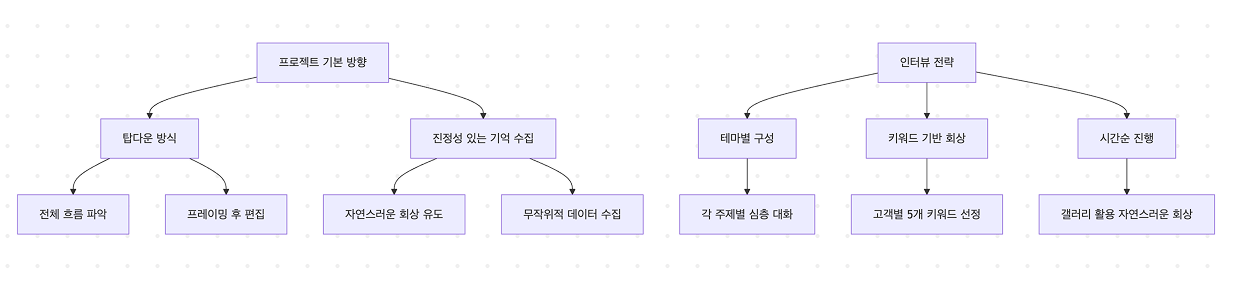 프로젝트 기본 방향
인터뷰 전략
탑다운 방식
진정성 있는 기억 수집
테마별 구성
키워드 기반 회상
시간순 진행
전체 흐름 파악
프레이밍 후 편집
자연스러운 회상 유도
무작위적 데이터 수집
각 주제별 심층 대화
고객별 5개 키워드 선정
갤러리 활용 자연스러운 회상